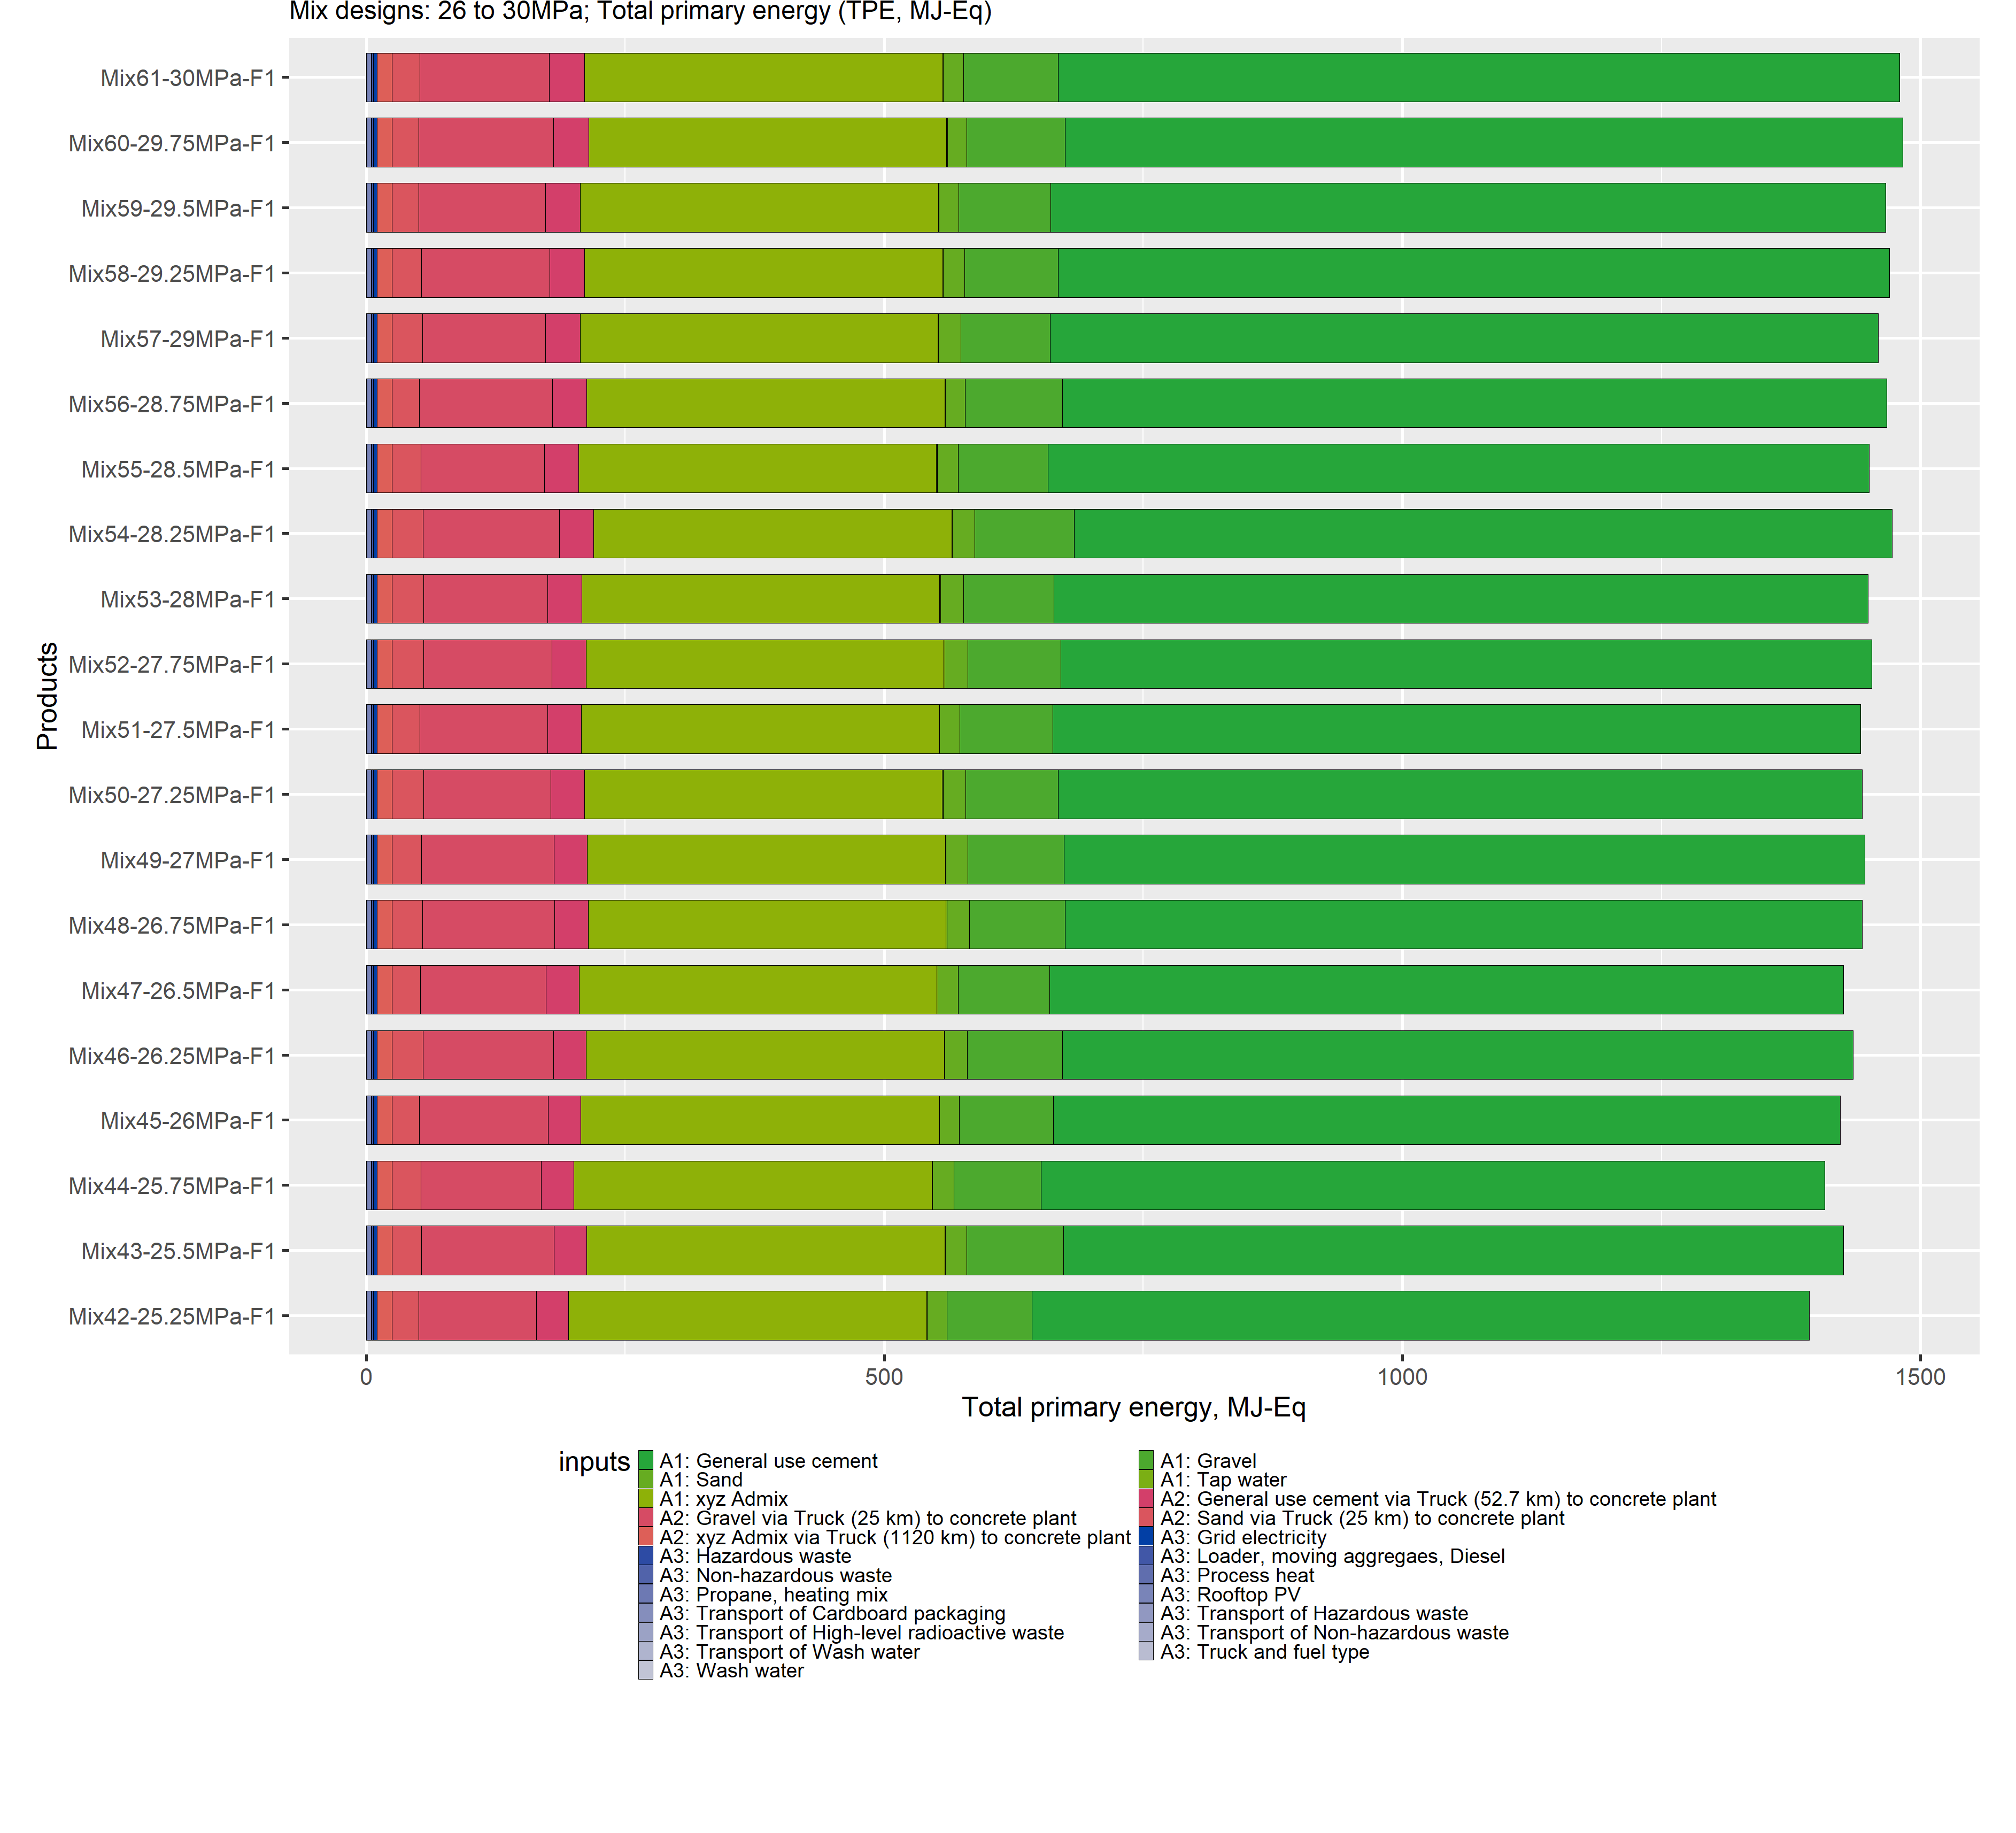 Mix designs: 26 to 30MPa; Total primary energy (TPE, MJ-Eq)
Mix61-30MPa-F1
Mix60-29.75MPa-F1
Mix59-29.5MPa-F1
Mix58-29.25MPa-F1
Mix57-29MPa-F1
Mix56-28.75MPa-F1
Mix55-28.5MPa-F1
Mix54-28.25MPa-F1
Mix53-28MPa-F1
Mix52-27.75MPa-F1
Mix51-27.5MPa-F1
Mix50-27.25MPa-F1
Mix49-27MPa-F1
Mix48-26.75MPa-F1
Mix47-26.5MPa-F1
Mix46-26.25MPa-F1
Mix45-26MPa-F1
Mix44-25.75MPa-F1
Mix43-25.5MPa-F1
Mix42-25.25MPa-F1
Products
0 500 1000 1500
Total primary energy, MJ-Eq
inputs
A1: General use cement A1: Gravel
A1: Sand A1: Tap water
A1: xyz Admix A2: General use cement via Truck (52.7 km) to concrete plant
A2: Gravel via Truck (25 km) to concrete plant A2: Sand via Truck (25 km) to concrete plant
A2: xyz Admix via Truck (1120 km) to concrete plant A3: Grid electricity
A3: Hazardous waste A3: Loader, moving aggregaes, Diesel
A3: Non-hazardous waste A3: Process heat
A3: Propane, heating mix A3: Rooftop PV
A3: Transport of Cardboard packaging A3: Transport of Hazardous waste
A3: Transport of High-level radioactive waste A3: Transport of Non-hazardous waste
A3: Transport of Wash water A3: Truck and fuel type
A3: Wash water